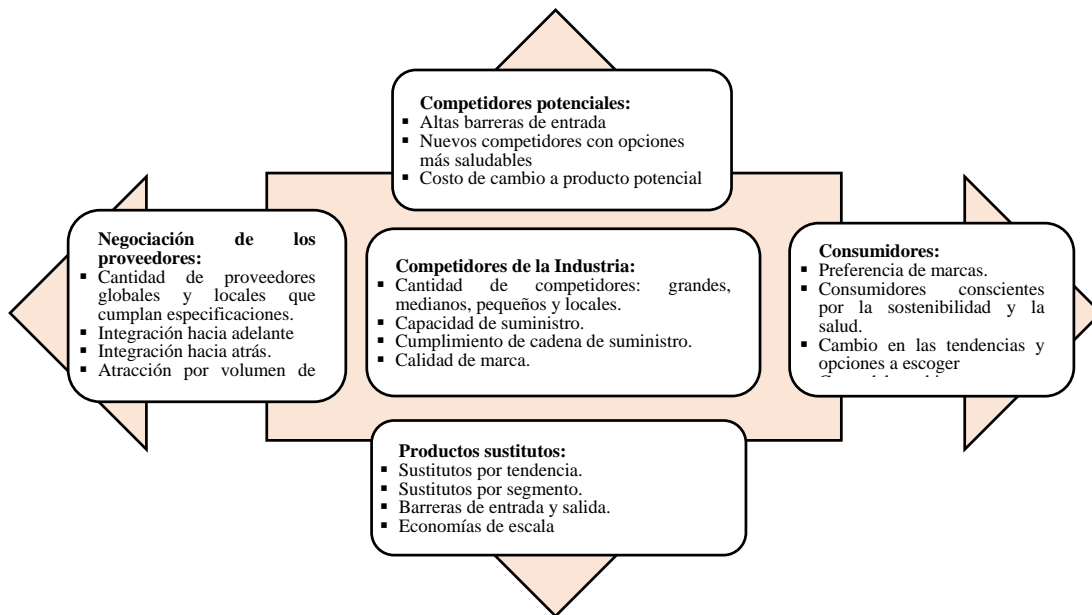 Competidores potenciales:
▪ Altas barreras de entrada
▪ Nuevos competidores con opciones
más saludables
▪ Costo de cambio a producto potencial
Negociación de los
proveedores:
▪ Cantidad de proveedores
globales y locales que
cumplan especificaciones.
▪ Integración hacia adelante
▪ Integración hacia atrás.
▪ Atracción por volumen de
Competidores de la Industria:
▪ Cantidad de competidores: grandes,
medianos, pequeños y locales.
▪ Capacidad de suministro.
▪ Cumplimiento de cadena de suministro.
▪ Calidad de marca.
Consumidores:
▪ Preferencia de marcas.
▪ Consumidores conscientes
por la sostenibilidad y la
salud.
▪ Cambio en las tendencias y
opciones a escoger
Productos sustitutos:
▪ Sustitutos por tendencia.
▪ Sustitutos por segmento.
▪ Barreras de entrada y salida.
▪ Economías de escala